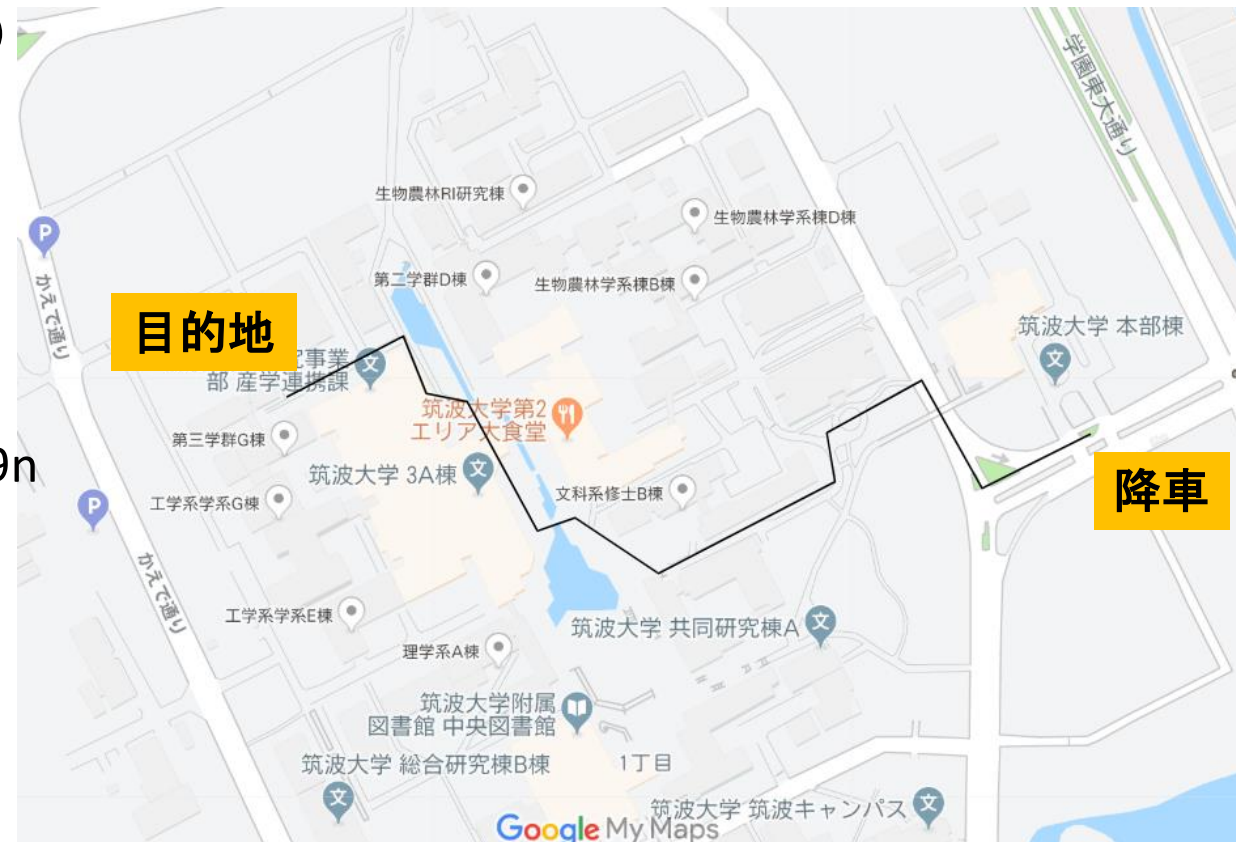 )
学園東大通り
生物農林RI研究棟
生物農林学系棟D棟
P
かえで通り
第二学群D棟
生物農林学系棟B棟
目的地
筑波大学 本部棟
究事業
部 産学連携課
筑波大学第2
エリア大食堂
第三学群G棟
9n
筑波大学 3A棟
降車
工学系学系G棟
P
文科系修士B棟
かえで通り
工学系学系E棟
筑波大学 共同研究棟A
理学系A棟
筑波大学附属
図書館 中央図書館
筑波大学 総合研究棟B棟
1丁目
筑波大学 筑波キャンパス
Google My Maps